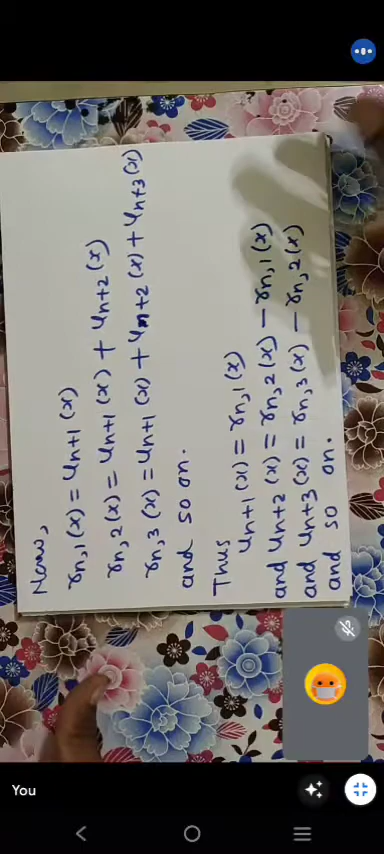 Now,
rn,1(x) = un+1(x)
rn,2(x) = un+1(x) + un+2(x)
rn,3(x) = un+1(x) + un+2(x) + un+3(x)
and so on.
Thus
un+1(x) = rn,1(x)
and un+2(x) = rn,2(x) - rn,1(x)
and un+3(x) = rn,3(x) - rn,2(x)
and so on.
You